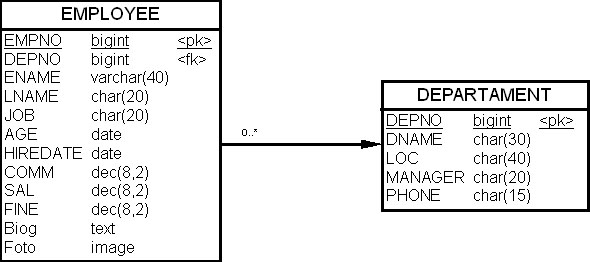 EMPLOYEE
EMPNO bigint <pk>
DEPNO bigint <fk>
ENAME varchar(40)
LNAME char(20)
JOB char(20)
AGE date
HIREDATE date
COMM dec(8,2)
SAL dec(8,2)
FINE dec(8,2)
Biog text
Foto image
0..*
DEPARTAMENT
DEPNO bigint <pk>
DNAME char(30)
LOC char(40)
MANAGER char(20)
PHONE char(15)